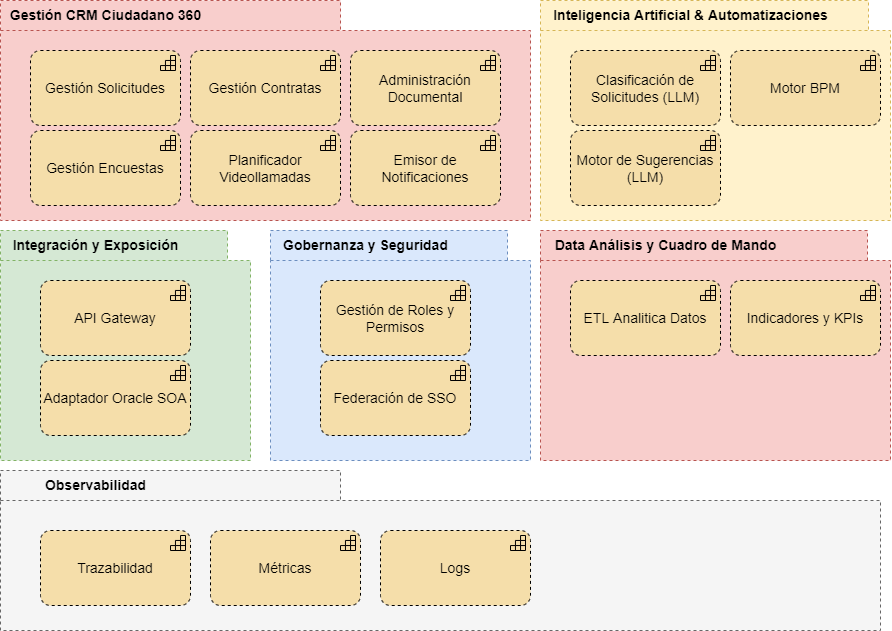 Gestión CRM Ciudadano 360
Gestión Solicitudes
Gestión Contratas
Administración
Documental
Gestión Encuestas
Planificador
Videollamadas
Emisor de
Notificaciones
Inteligencia Artificial & Automatizaciones
Clasificación de
Solicitudes (LLM)
Motor BPM
Motor de Sugerencias
(LLM)
Integración y Exposición
API Gateway
Adaptador Oracle SOA
Gobernanza y Seguridad
Gestión de Roles y
Permisos
Federación de SSO
Data Análisis y Cuadro de Mando
ETL Analitica Datos
Indicadores y KPIs
Observabilidad
Trazabilidad
Métricas
Logs